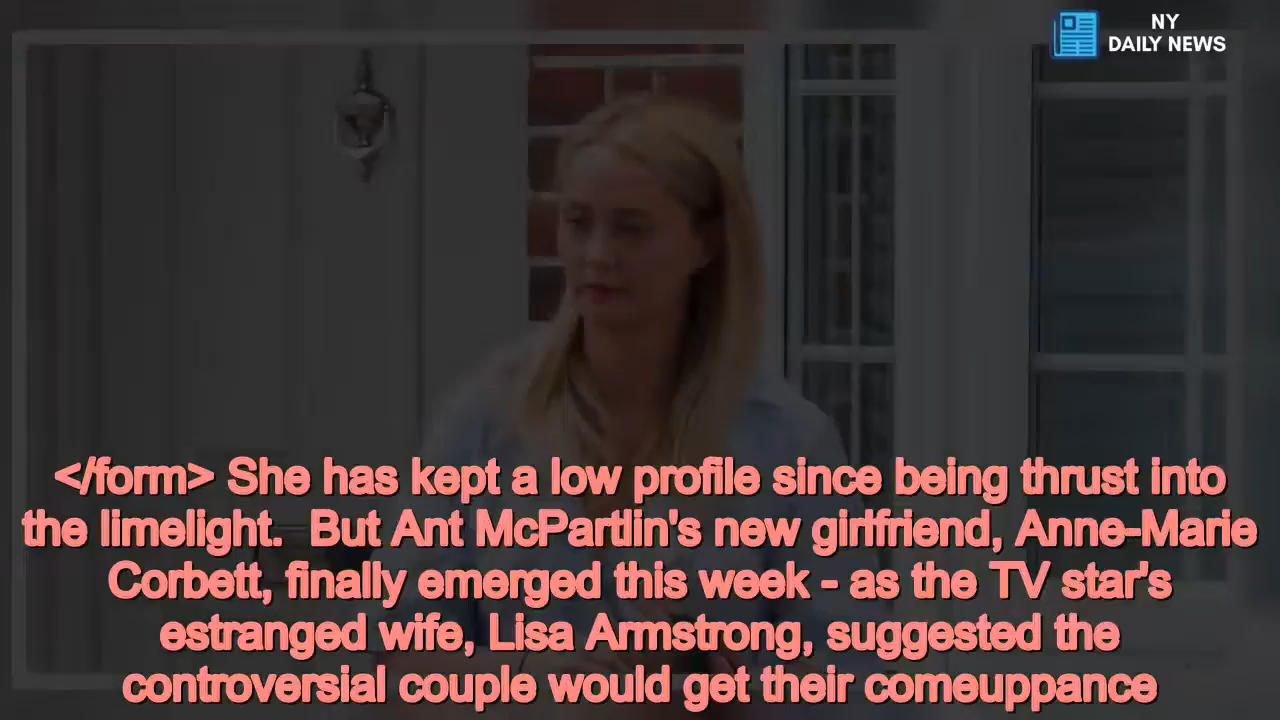 NY
DAILY NEWS
</form> She has kept a low profile since being thrust into
the limelight.  But Ant McPartlin's new girlfriend, Anne-Marie
Corbett, finally emerged this week - as the TV star's
estranged wife, Lisa Armstrong, suggested the
controversial couple would get their comeuppance